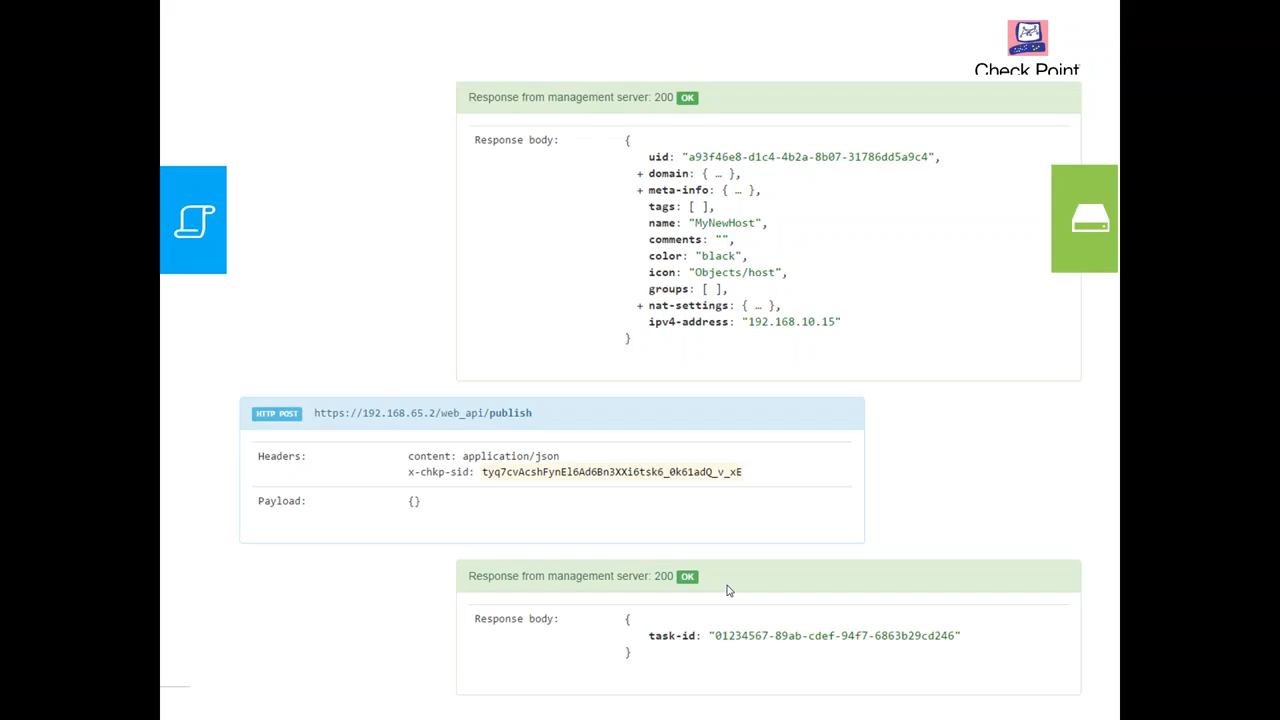 Check Point
Response from management server: 200 OK
Response body: {
uid: "a93f46e8-d1c4-4b2a-8b07-31786dd5a9c4",
+ domain: { … },
+ meta-info: { … },
tags: [ ],
name: "MyNewHost",
comments: "",
color: "black",
icon: "Objects/host",
groups: [ ],
+ nat-settings: { … },
ipv4-address: "192.168.10.15"
}
HTTP POST https://192.168.65.2/web_api/publish
Headers: content: application/json
x-chkp-sid: tyq7cvAcshFynEl6Ad6Bn3XXi6tsk6_0k61adQ_v_xE
Payload: {}
Response from management server: 200 OK
Response body: {
task-id: "01234567-89ab-cdef-94f7-6863b29cd246"
}